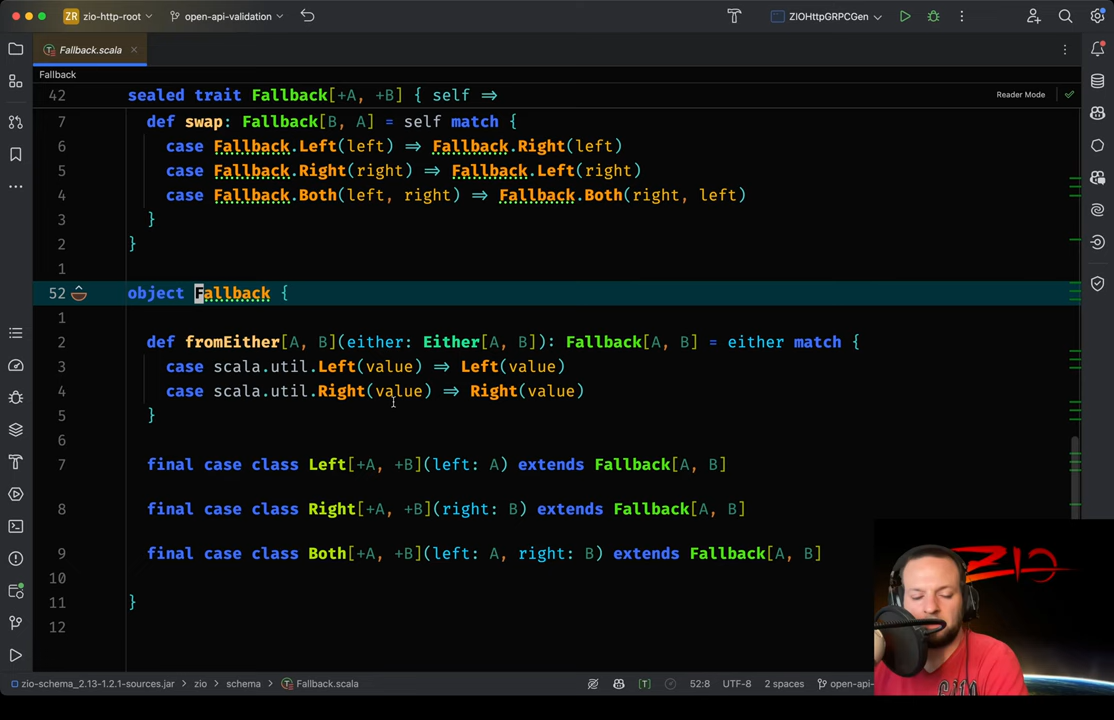 ZR zio-http-root open-api-validation ZIOHttpGRPCGen
Fallback.scala
Fallback
42 sealed trait Fallback[+A, +B] { self ⇒ Reader Mode
7 def swap: Fallback[B, A] = self match {
6 case Fallback.Left(left) ⇒ Fallback.Right(left)
5 case Fallback.Right(right) ⇒ Fallback.Left(right)
4 case Fallback.Both(left, right) ⇒ Fallback.Both(right, left)
3 }
2 }
1
52 object Fallback {
1
2 def fromEither[A, B](either: Either[A, B]): Fallback[A, B] = either match {
3 case scala.util.Left(value) ⇒ Left(value)
4 case scala.util.Right(value) ⇒ Right(value)
5 }
6
7 final case class Left[+A, +B](left: A) extends Fallback[A, B]
8 final case class Right[+A, +B](right: B) extends Fallback[A, B]
9 final case class Both[+A, +B](left: A, right: B) extends Fallback[A, B]
10
11 }
12
ZIO
zio-schema_2.13-1.2.1-sources.jar > zio > schema > Fallback.scala 52:8 UTF-8 2 spaces open-api-